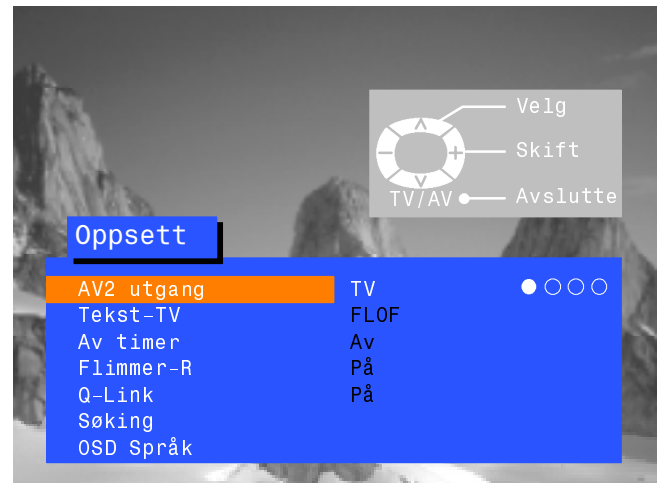 Velg
Skift
TV/AV Avslutte
Oppsett
AV2 utgang TV
Tekst-TV FLOF
Av timer Av
Flimmer-R På
Q-Link På
Søking
OSD Språk